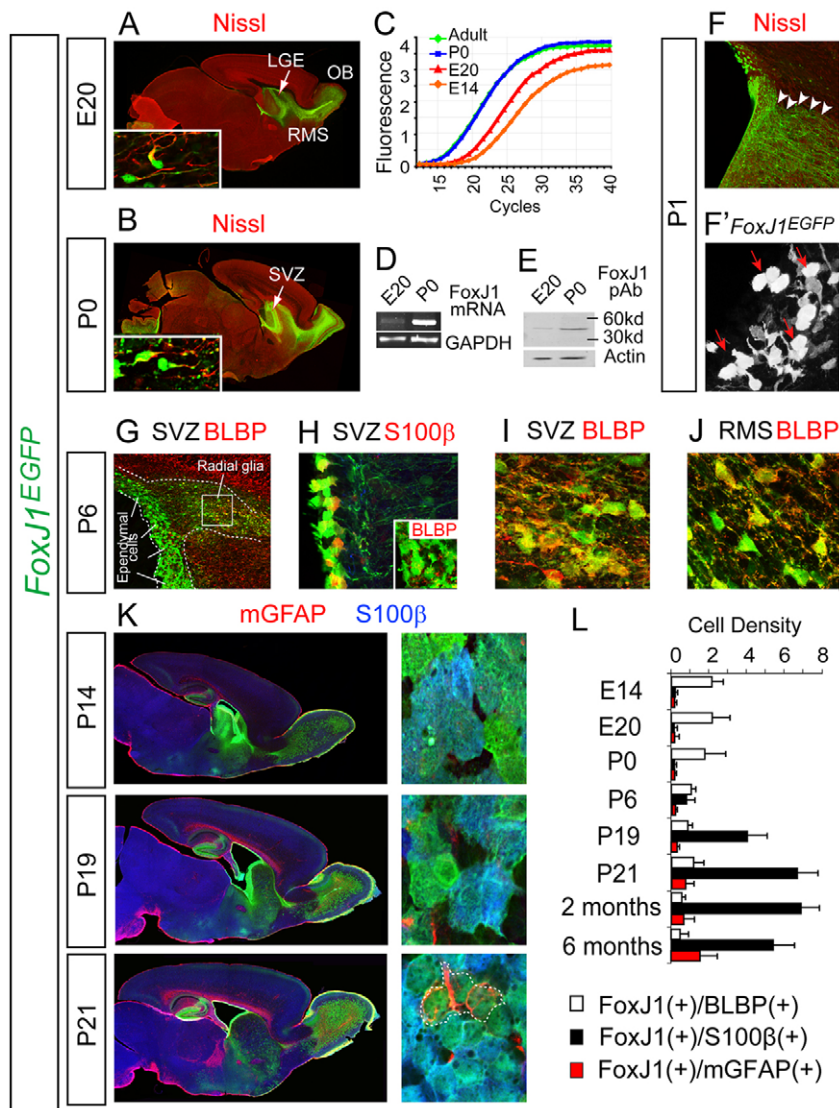 FoxJ1EGFP
E20
A
Nissl
LGE
OB
RMS
P0
B
Nissl
SVZ
C
Fluorescence
4
3
2
1
0
Adult
P0
E20
E14
15 20 25 30 35 40
Cycles
D
E20
P0
FoxJ1
mRNA
GAPDH
E
E20
P0
FoxJ1
pAb
60kd
30kd
Actin
P1
F
Nissl
F' FoxJ1EGFP
P6
G
SVZ BLBP
Radial glia
Ependymal
cells
H
SVZ S100β
BLBP
I
SVZ BLBP
J
RMS BLBP
K
mGFAP S100β
P14
P19
P21
L
Cell Density
0 2 4 6 8
E14
E20
P0
P6
P19
P21
2 months
6 months
FoxJ1(+)/BLBP(+)
FoxJ1(+)/S100β(+)
FoxJ1(+)/mGFAP(+)